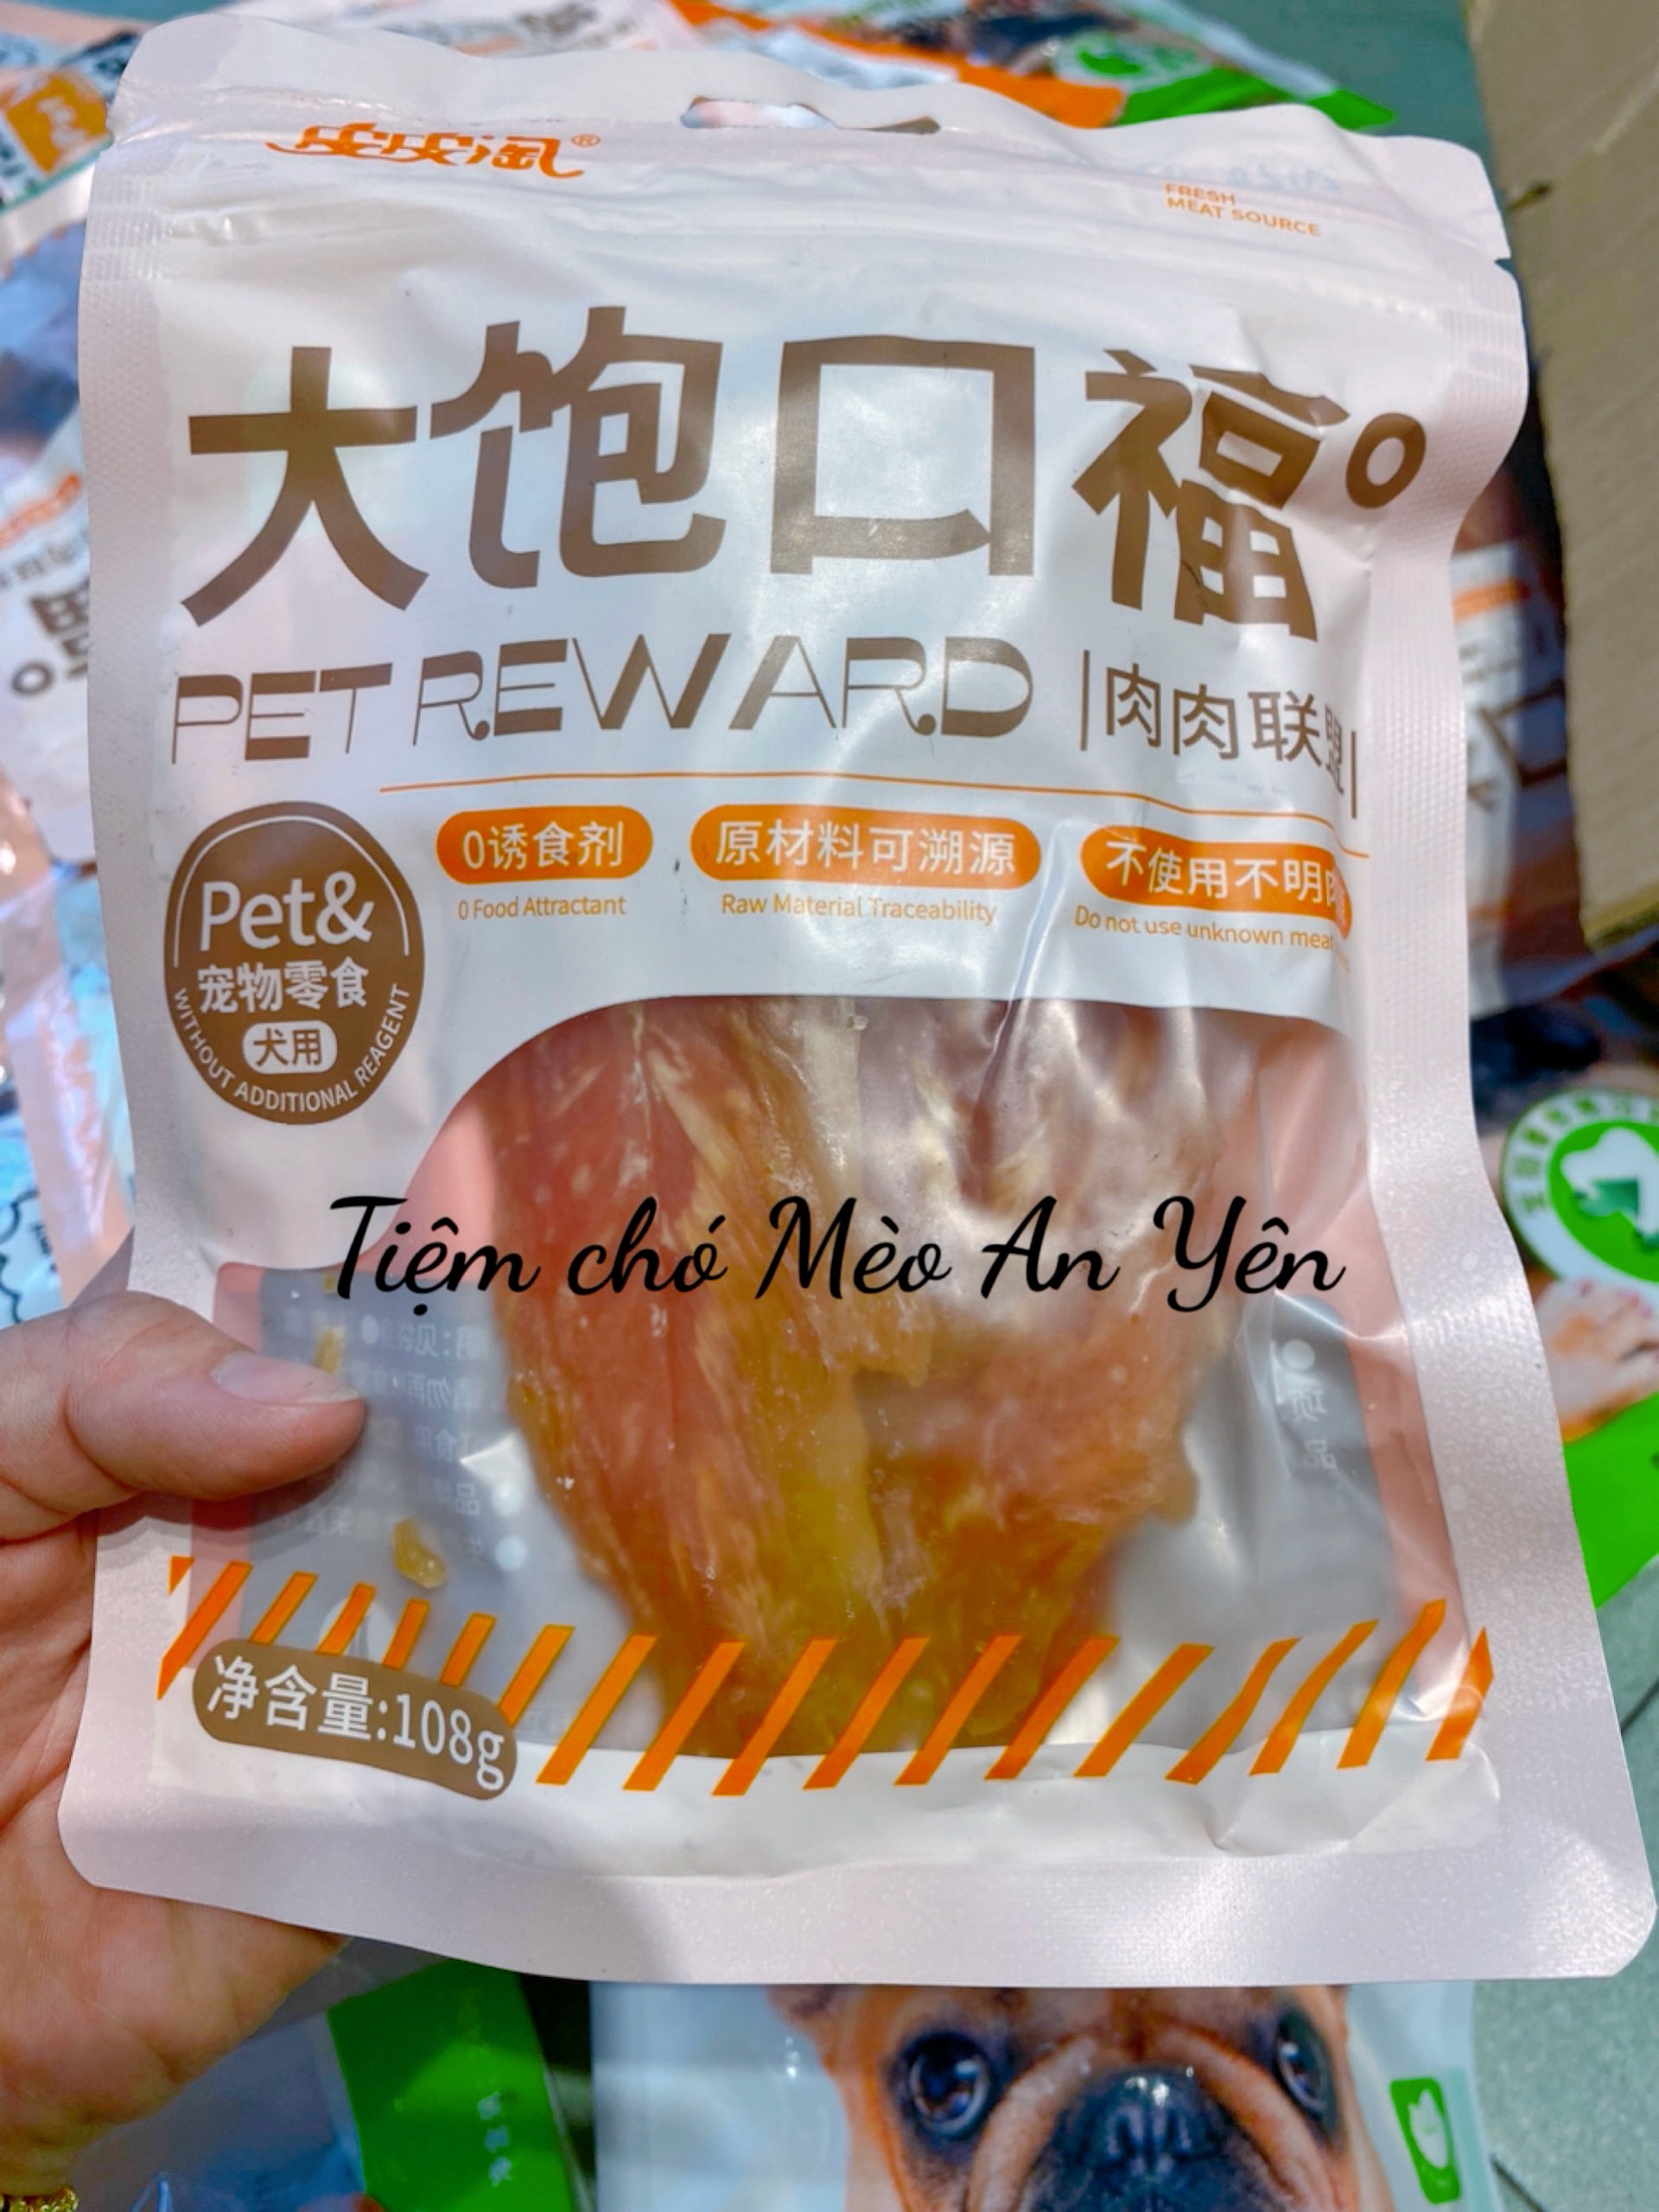 皮皮淘®
FRESH
MEAT SOURCE
大饱口福
PET REWARD |肉肉联盟|
0诱食剂 原材料可溯源 不使用不明肉
0 Food Attractant Raw Material Traceability Do not use unknown meat
Pet&
宠物零食
犬用
WITHOUT ADDITIONAL REAGENT
Tiệm chó Mèo An Yên
净含量:108g